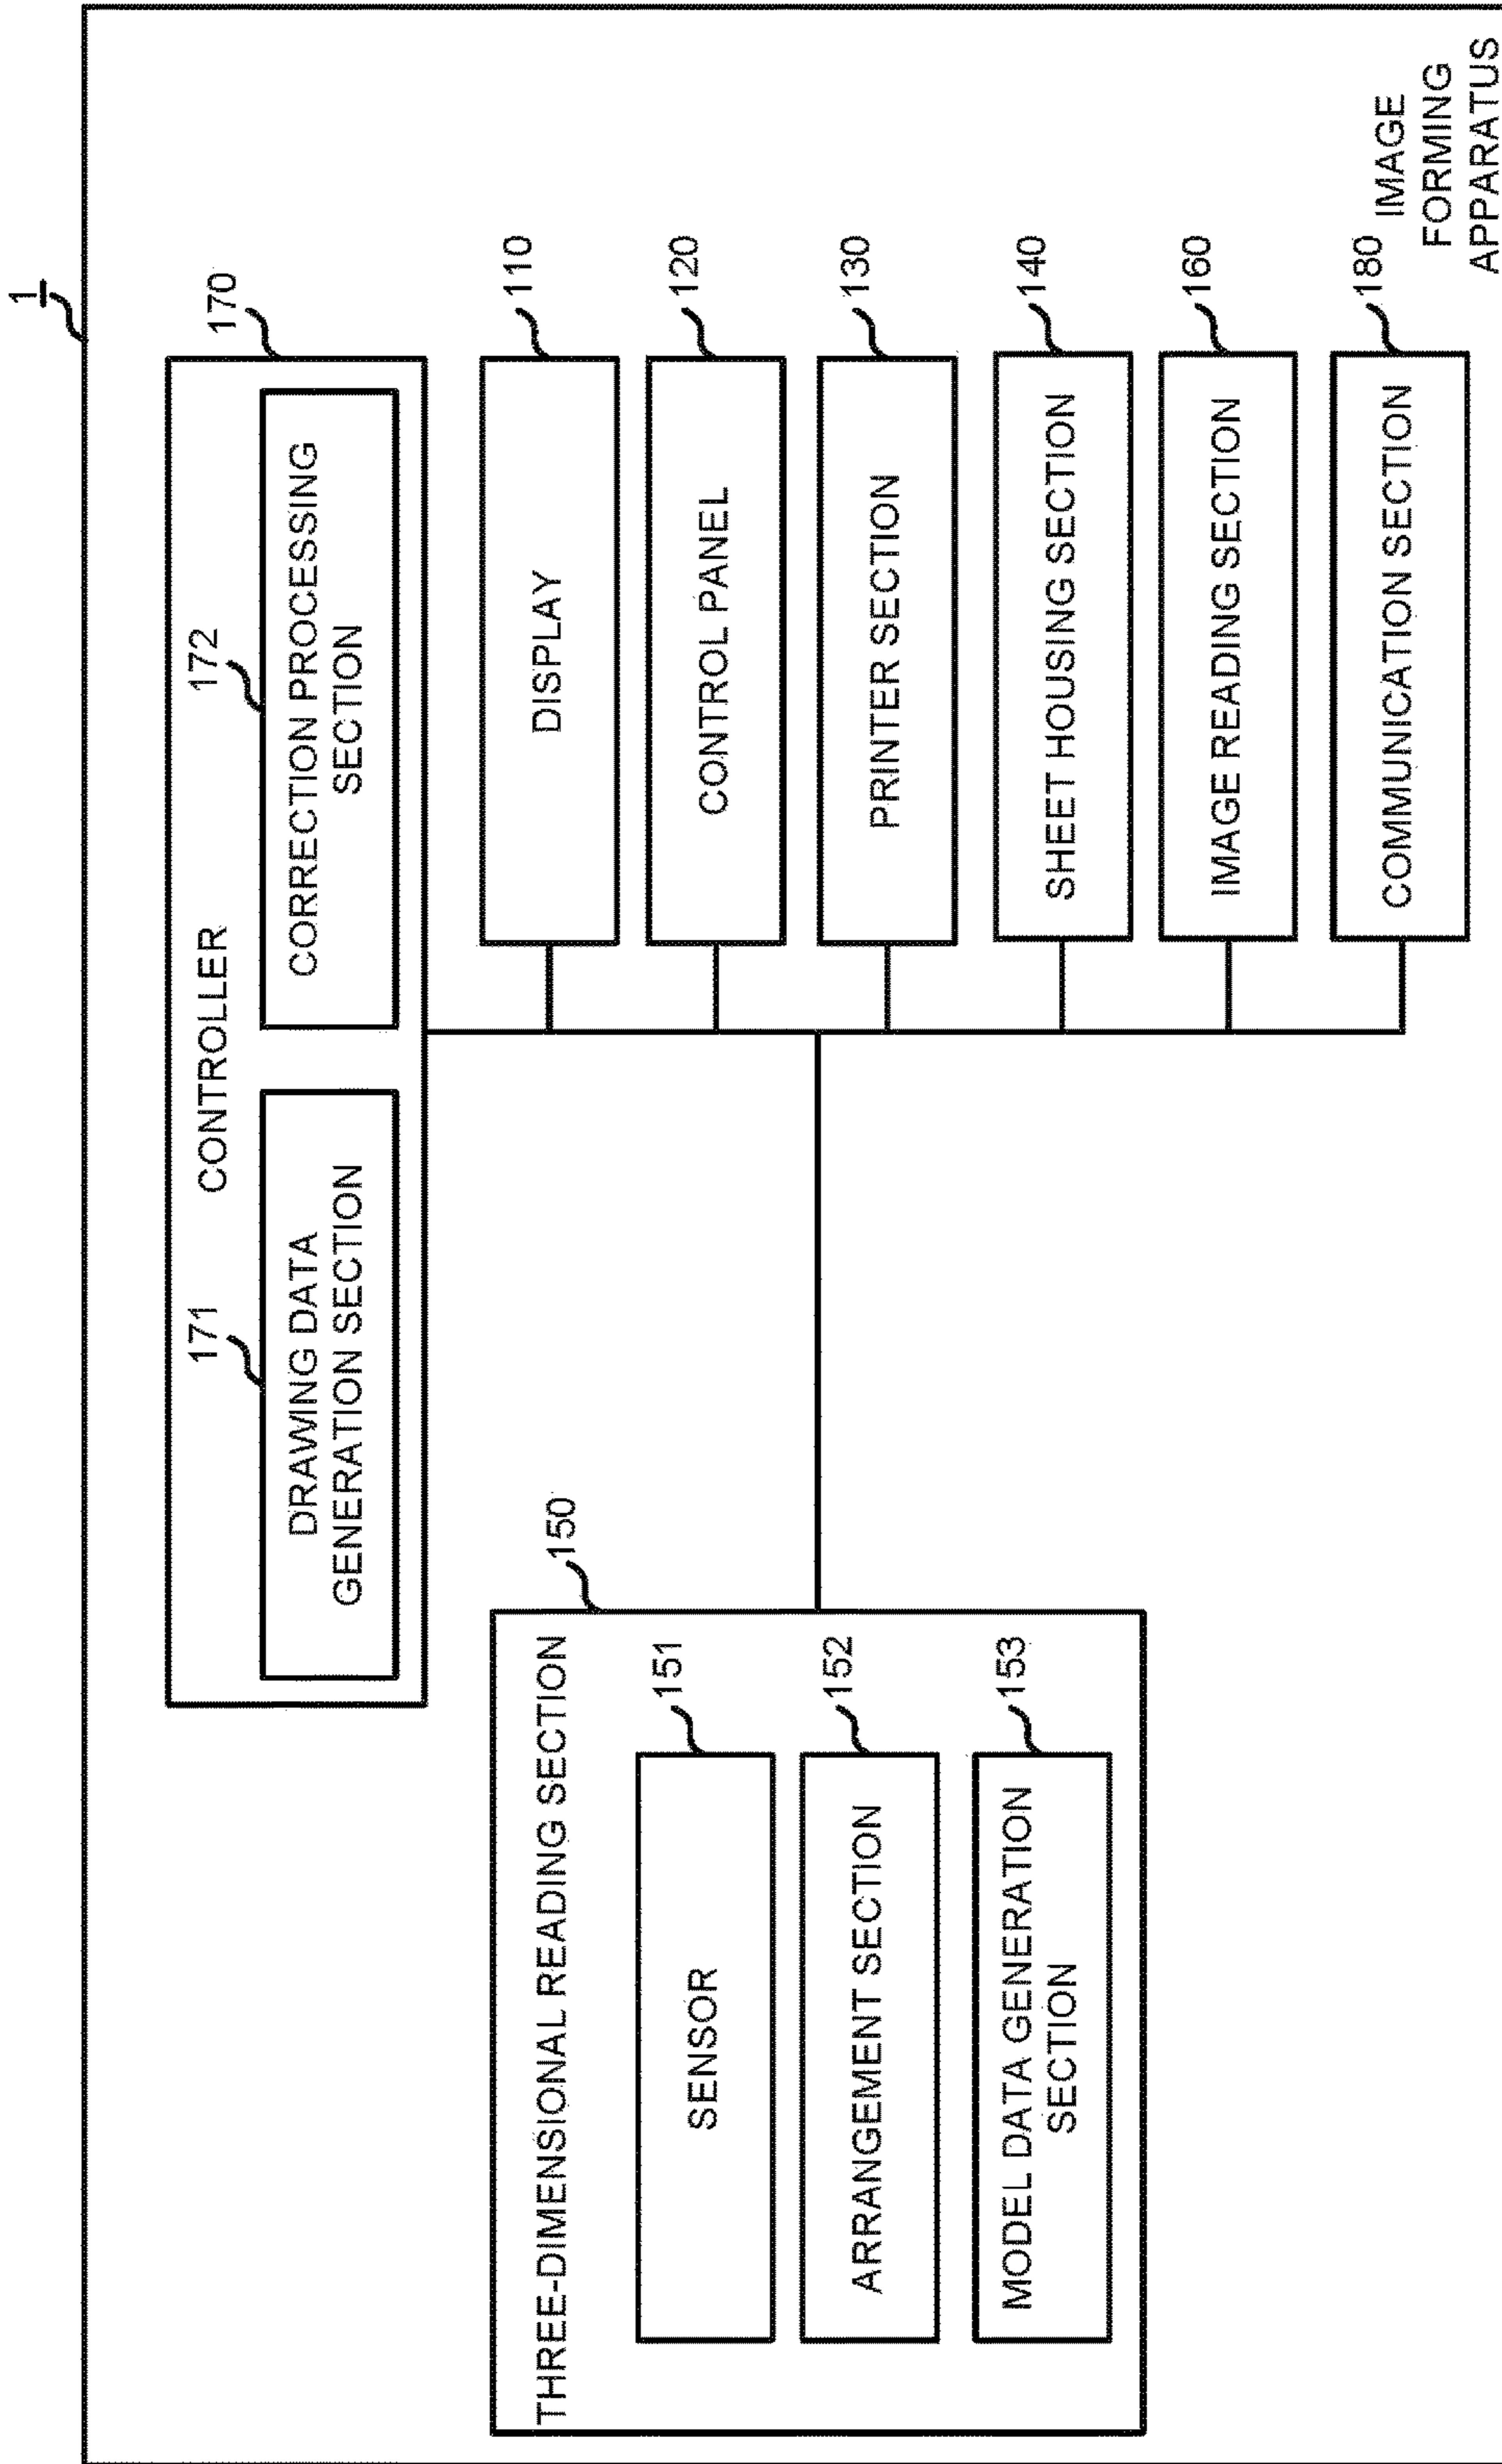 1
170
CONTROLLER
171
DRAWING DATA
GENERATION SECTION
172
CORRECTION PROCESSING
SECTION
150
THREE-DIMENSIONAL READING SECTION
151
SENSOR
152
ARRANGEMENT SECTION
153
MODEL DATA GENERATION
SECTION
110
DISPLAY
120
CONTROL PANEL
130
PRINTER SECTION
140
SHEET HOUSING SECTION
160
IMAGE READING SECTION
180
COMMUNICATION SECTION
IMAGE
FORMING
APPARATUS